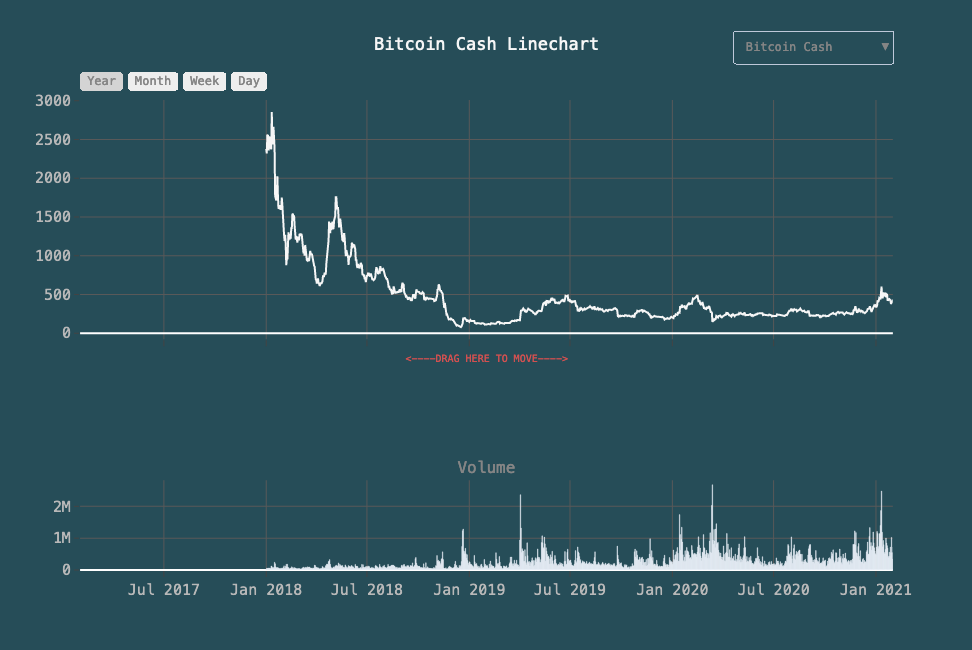 Bitcoin Cash Linechart
Bitcoin Cash ▼
Year Month Week Day
3000
2500
2000
1500
1000
500
0
<----DRAG HERE TO MOVE---->
Volume
2M
1M
0
Jul 2017 Jan 2018 Jul 2018 Jan 2019 Jul 2019 Jan 2020 Jul 2020 Jan 2021